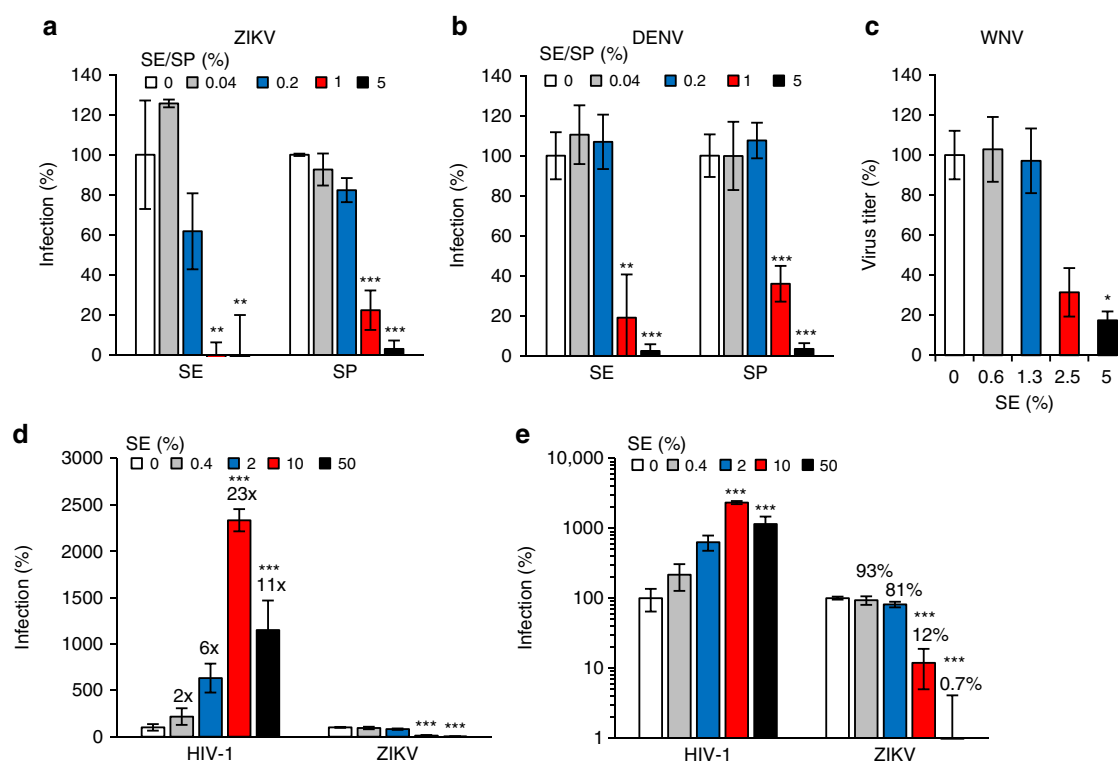 a
ZIKV
SE/SP (%)
0 0.04 0.2 1 5
140
120
100
80
60
40
20
0
Infection (%)
** ** *** ***
SE SP
b
DENV
SE/SP (%)
0 0.04 0.2 1 5
140
120
100
80
60
40
20
0
Infection (%)
** *** *** ***
SE SP
c
WNV
140
120
100
80
60
40
20
0
Virus titer (%)
*
0 0.6 1.3 2.5 5
SE (%)
d
SE (%)
0 0.4 2 10 50
3000
2500
2000
1500
1000
500
0
Infection (%)
2x
6x
***
23x
***
11x
*** ***
HIV-1 ZIKV
e
SE (%)
0 0.4 2 10 50
10,000
1000
100
10
1
Infection (%)
*** ***
93%
81%
***
12%
***
0.7%
HIV-1 ZIKV